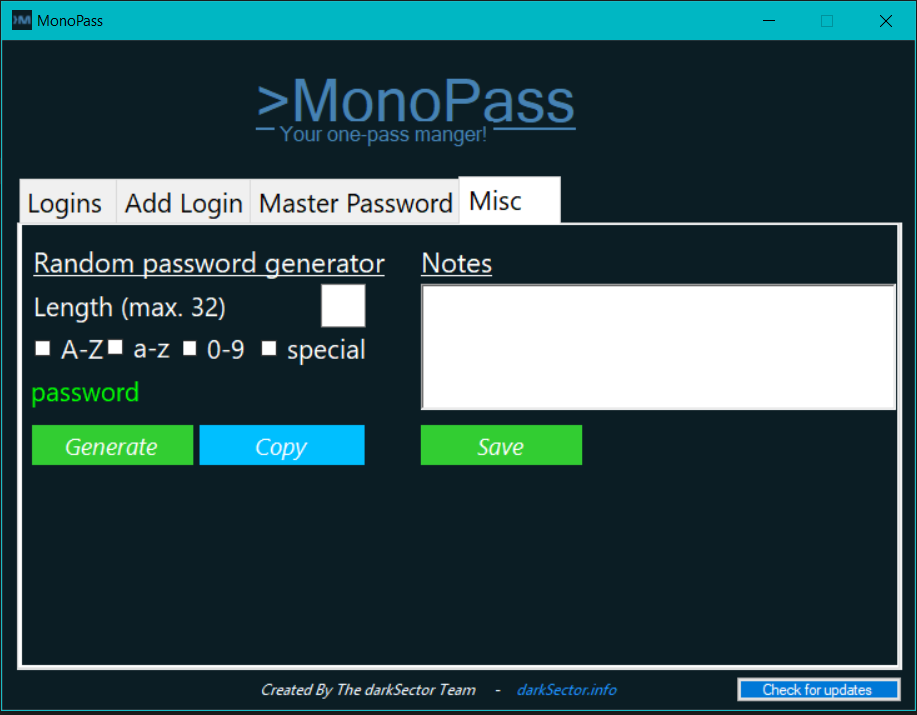 MonoPass
>MonoPass
Your one-pass manger!
Logins Add Login Master Password Misc
Random password generator
Length (max. 32)
A-Z a-z 0-9 special
password
Generate Copy
Notes
Save
Created By The darkSector Team - darkSector.info
Check for updates